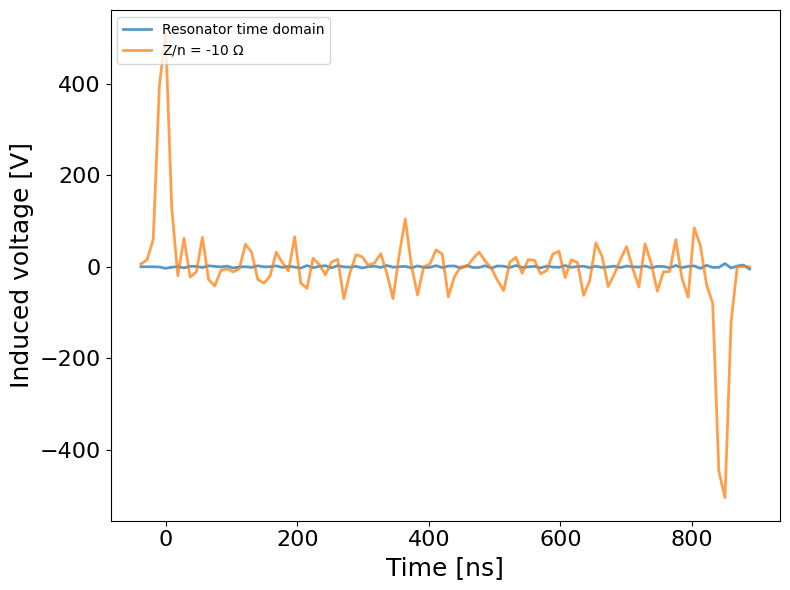 Resonator time domain
Z/n = -10 Ω
Induced voltage [V]
400
200
0
−200
−400
0
200
400
600
800
Time [ns]